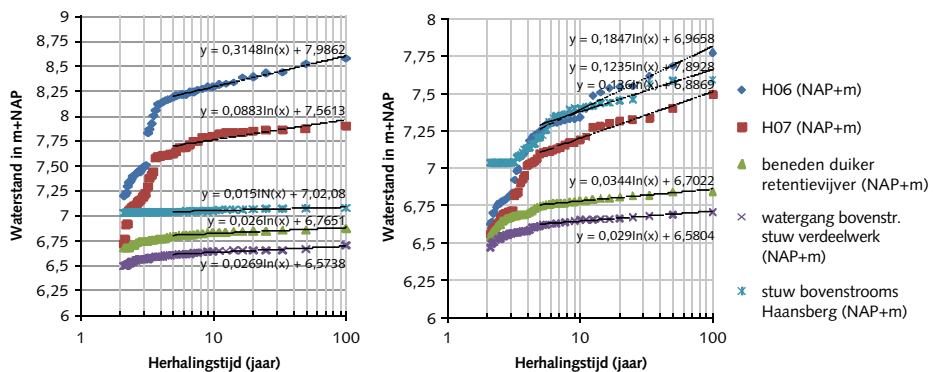 9
8,75
8,5
8,25
8
7,75
7,5
7,25
7
6,75
6,5
6,25
6
Waterstand in m+NAP
y = 0,3148ln(x) + 7,9862
y = 0,0883ln(x) + 7,5613
y = 0,015lN(x) + 7,02,08
y = 0,026ln(x) + 6,7651
y = 0,0269ln(x) + 6,5738
1 10 100
Herhalingstijd (jaar)
8
7,75
7,5
7,25
7
6,75
6,5
6,25
6
Waterstand in m+NAP
y = 0,1847ln(x) + 6,9658
y = 0,1235ln(x) + 7,8928
y = 0,136ln(x) + 6,8869
y = 0,0344ln(x) + 6,7022
y = 0,029ln(x) + 6,5804
1 10 100
Herhalingstijd (jaar)
H06 (NAP+m)
H07 (NAP+m)
beneden duiker
retentievijver (NAP+m)
watergang bovenstr.
stuw verdeelwerk
(NAP+m)
stuw bovenstrooms
Haansberg (NAP+m)